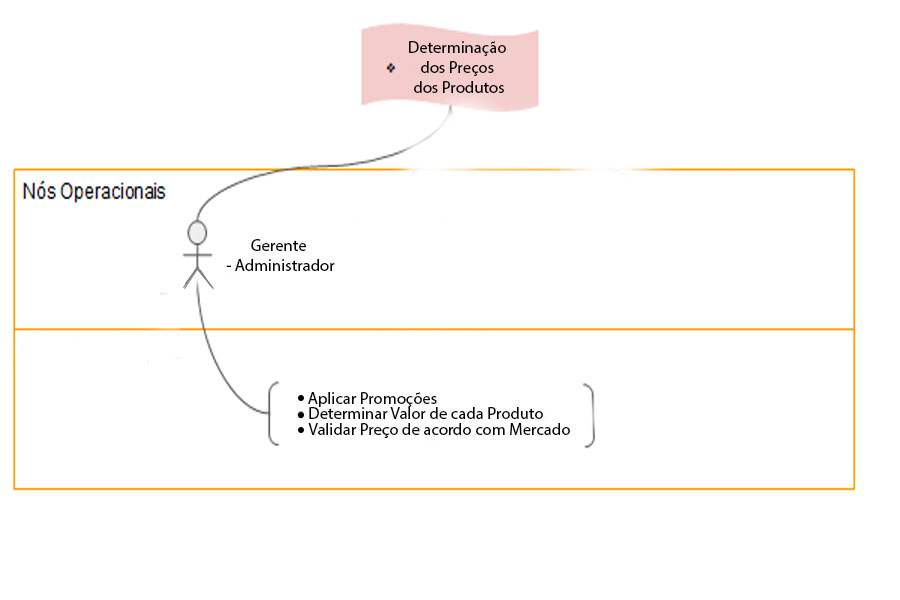 Determinação
❖ dos Preços
dos Produtos
Nós Operacionais
Gerente
- Administrador
• Aplicar Promoções
• Determinar Valor de cada Produto
• Validar Preço de acordo com Mercado